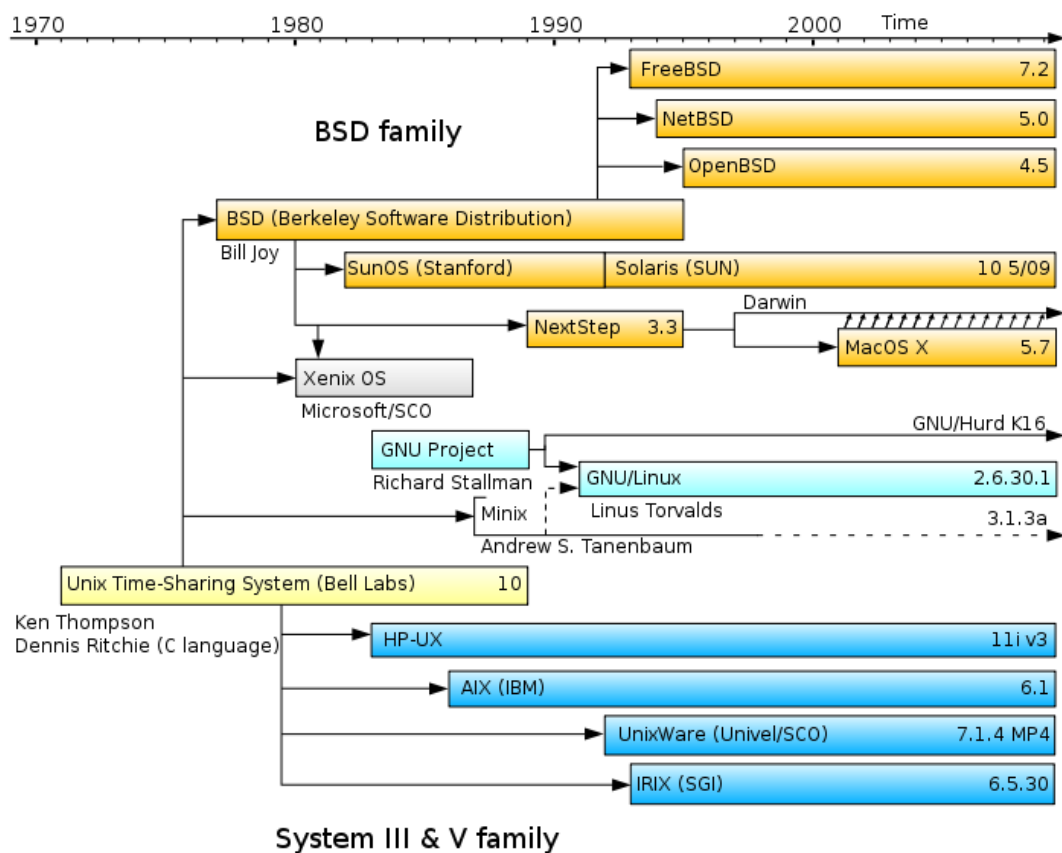 1970 1980 1990 2000 Time
FreeBSD 7.2
NetBSD 5.0
BSD family
OpenBSD 4.5
BSD (Berkeley Software Distribution)
Bill Joy
SunOS (Stanford) Solaris (SUN) 10 5/09
Darwin
NextStep 3.3
MacOS X 5.7
Xenix OS
Microsoft/SCO
GNU/Hurd K16
GNU Project
Richard Stallman
GNU/Linux 2.6.30.1
Linus Torvalds
Minix 3.1.3a
Andrew S. Tanenbaum
Unix Time-Sharing System (Bell Labs) 10
Ken Thompson
Dennis Ritchie (C language)
HP-UX 11i v3
AIX (IBM) 6.1
UnixWare (Univel/SCO) 7.1.4 MP4
IRIX (SGI) 6.5.30
System III & V family